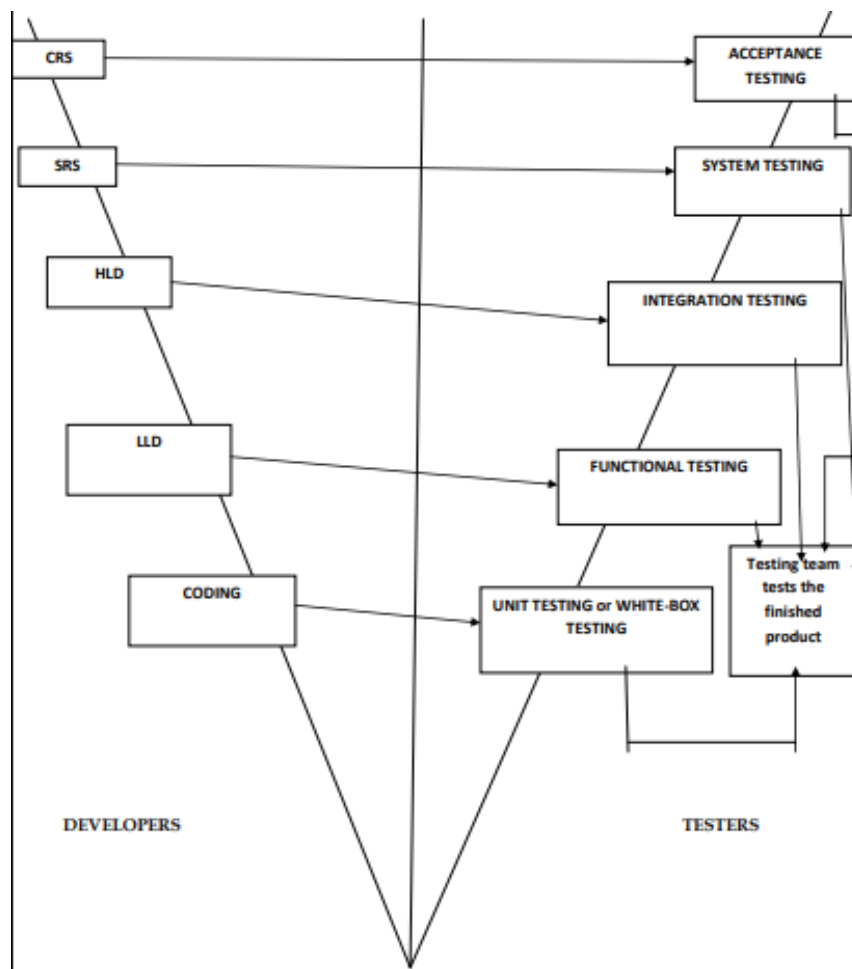 CRS
ACCEPTANCE
TESTING
SRS
SYSTEM TESTING
HLD
INTEGRATION TESTING
LLD
FUNCTIONAL TESTING
CODING
UNIT TESTING or WHITE-BOX
TESTING
Testing team
tests the
finished
product
DEVELOPERS
TESTERS